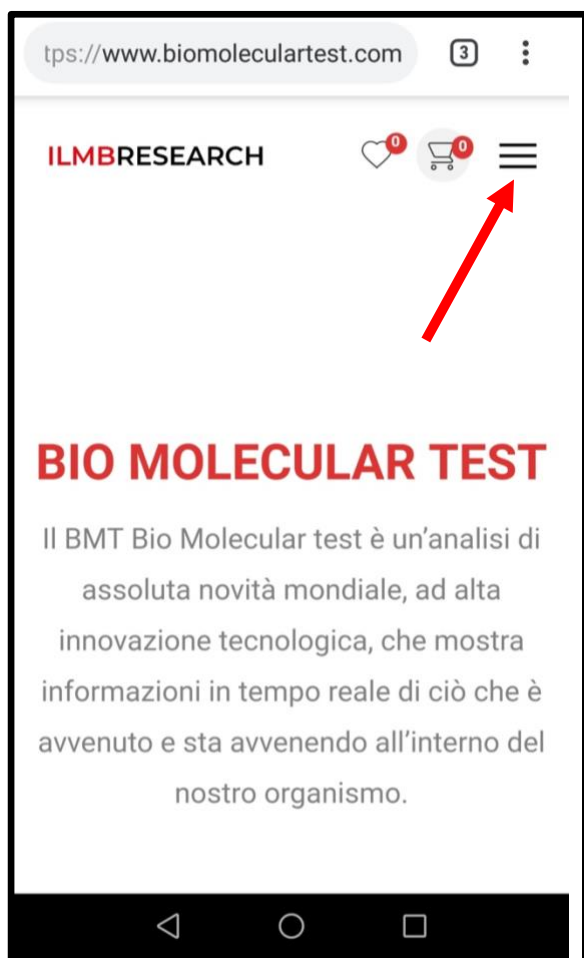 tps://www.biomoleculartest.com 3
ILMBRESEARCH 0 0
BIO MOLECULAR TEST
Il BMT Bio Molecular test è un’analisi di
assoluta novità mondiale, ad alta
innovazione tecnologica, che mostra
informazioni in tempo reale di ciò che è
avvenuto e sta avvenendo all’interno del
nostro organismo.